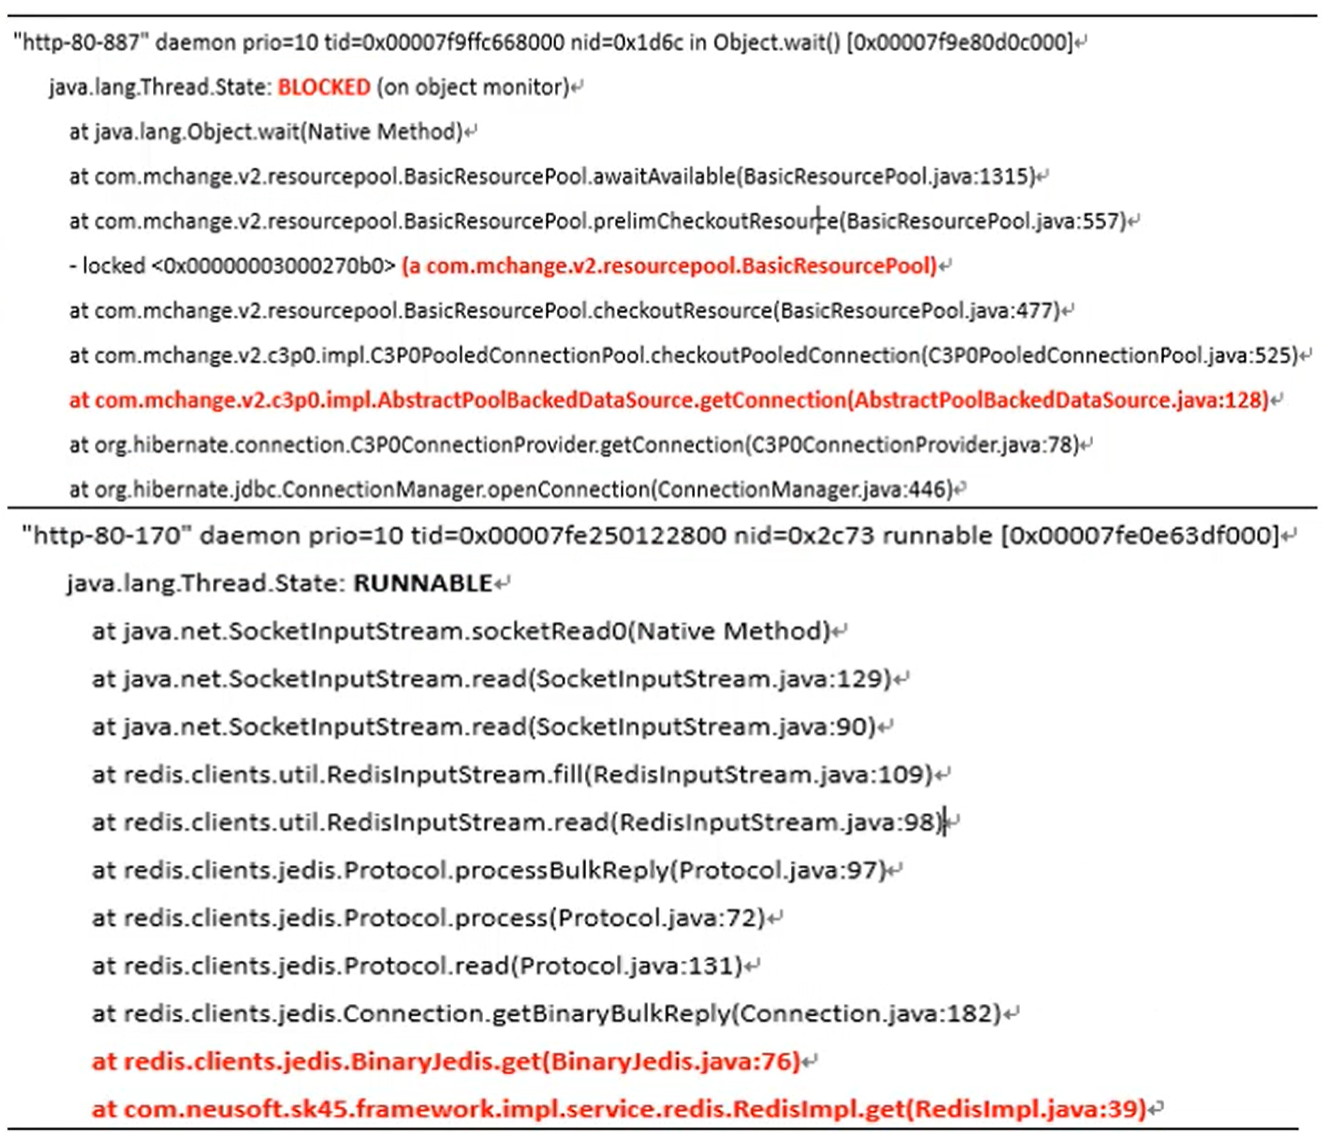 "http-80-887" daemon prio=10 tid=0x00007f9ffc668000 nid=0x1d6c in Object.wait() [0x00007f9e80d0c000]↵
java.lang.Thread.State: BLOCKED (on object monitor)↵
at java.lang.Object.wait(Native Method)↵
at com.mchange.v2.resourcepool.BasicResourcePool.awaitAvailable(BasicResourcePool.java:1315)↵
at com.mchange.v2.resourcepool.BasicResourcePool.prelimCheckoutResource(BasicResourcePool.java:557)↵
- locked <0x00000003000270b0> (a com.mchange.v2.resourcepool.BasicResourcePool)↵
at com.mchange.v2.resourcepool.BasicResourcePool.checkoutResource(BasicResourcePool.java:477)↵
at com.mchange.v2.c3p0.impl.C3P0PooledConnectionPool.checkoutPooledConnection(C3P0PooledConnectionPool.java:525)↵
at com.mchange.v2.c3p0.impl.AbstractPoolBackedDataSource.getConnection(AbstractPoolBackedDataSource.java:128)↵
at org.hibernate.connection.C3P0ConnectionProvider.getConnection(C3P0ConnectionProvider.java:78)↵
at org.hibernate.jdbc.ConnectionManager.openConnection(ConnectionManager.java:446)↵
"http-80-170" daemon prio=10 tid=0x00007fe250122800 nid=0x2c73 runnable [0x00007fe0e63df000]↵
java.lang.Thread.State: RUNNABLE↵
at java.net.SocketInputStream.socketRead0(Native Method)↵
at java.net.SocketInputStream.read(SocketInputStream.java:129)↵
at java.net.SocketInputStream.read(SocketInputStream.java:90)↵
at redis.clients.util.RedisInputStream.fill(RedisInputStream.java:109)↵
at redis.clients.util.RedisInputStream.read(RedisInputStream.java:98)↵
at redis.clients.jedis.Protocol.processBulkReply(Protocol.java:97)↵
at redis.clients.jedis.Protocol.process(Protocol.java:72)↵
at redis.clients.jedis.Protocol.read(Protocol.java:131)↵
at redis.clients.jedis.Connection.getBinaryBulkReply(Connection.java:182)↵
at redis.clients.jedis.BinaryJedis.get(BinaryJedis.java:76)↵
at com.neusoft.sk45.framework.impl.service.redis.RedisImpl.get(RedisImpl.java:39)↵